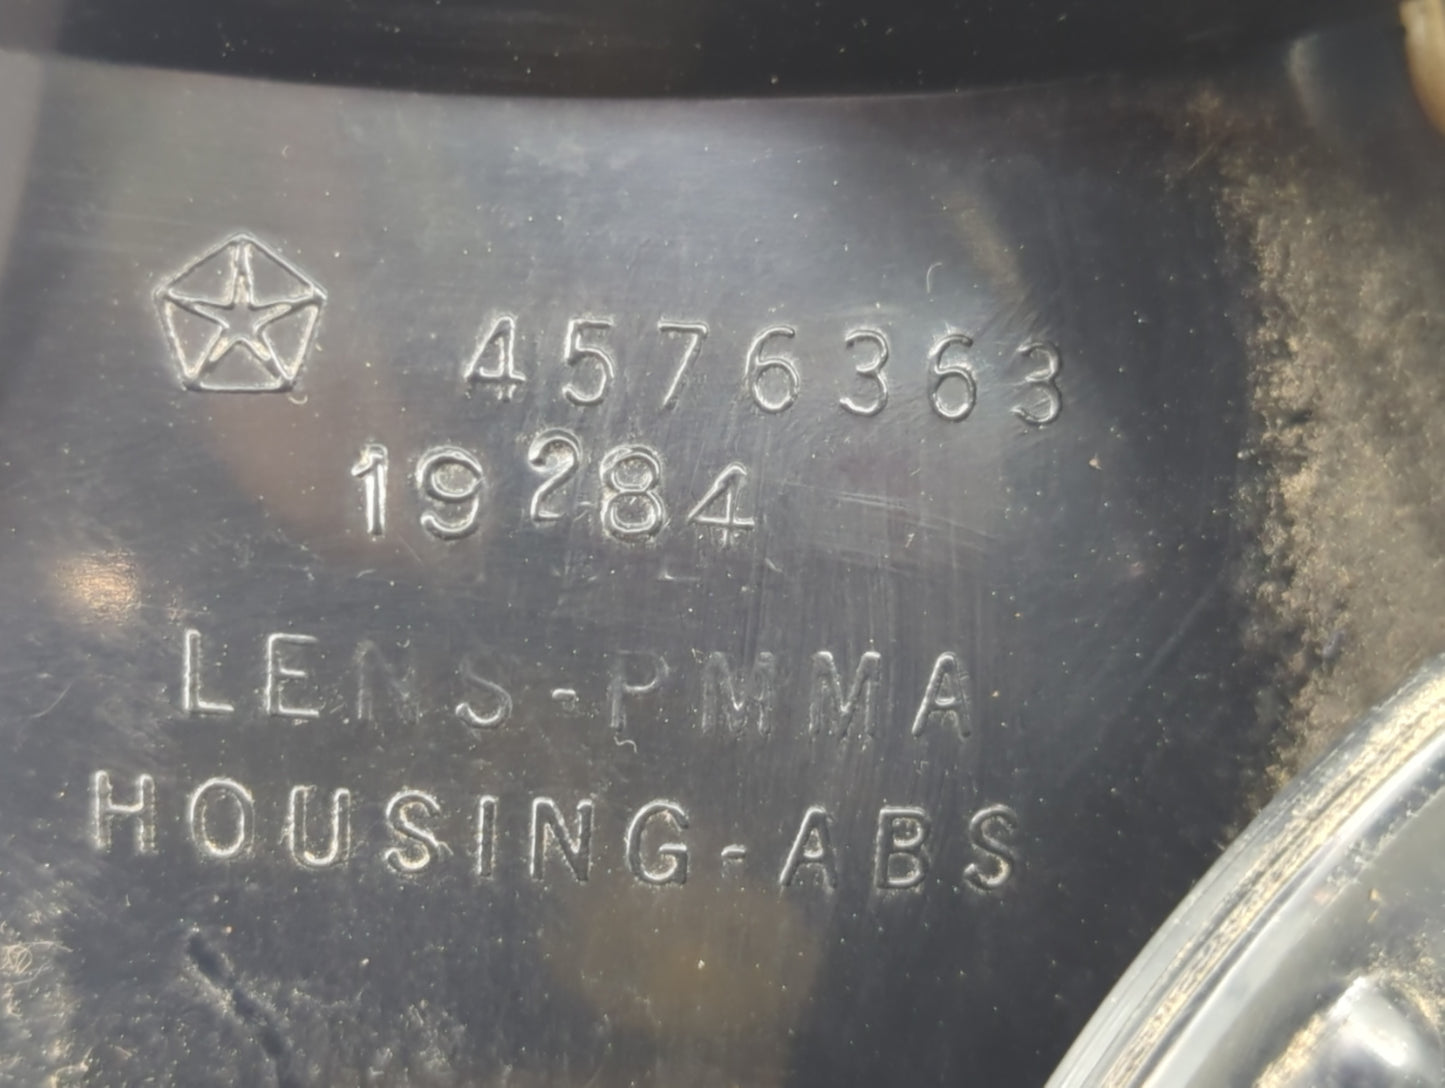 4576363
19284
LENS-PMMA
HOUSING-ABS